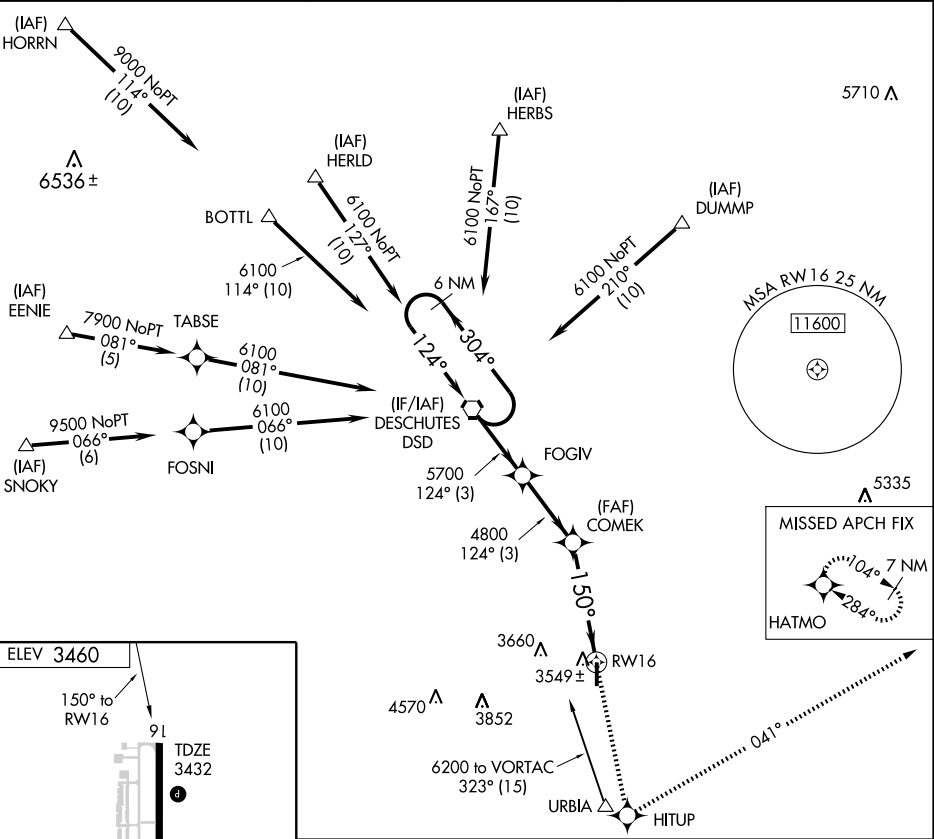 (IAF)
HORRN
9000 NoPT
114°
(10)
6536 ±
(IAF)
HERLD
6100 NoPT
127°
(10)
(IAF)
HERBS
6100 NoPT
167°
(10)
5710
(IAF)
DUMMP
6100 NoPT
210°
(10)
BOTTL
6100
114° (10)
6 NM
304°
124°
MSA RW16 25 NM
11600
(IAF)
EENIE
7900 NoPT
081°
(5)
TABSE
6100
081°
(10)
(IF/IAF)
DESCHUTES
DSD
9500 NoPT
066°
(6)
(IAF)
SNOKY
6100
066°
(10)
FOSNI
FOGIV
5700
124° (3)
(FAF)
COMEK
4800
124° (3)
150°
5335
MISSED APCH FIX
104°
7 NM
284°
HATMO
3660
3549 ±
RW16
4570
3852
6200 to VORTAC
323° (15)
URBIA
HITUP
041°
ELEV 3460
150° to
RW16
16
TDZE
3432
P